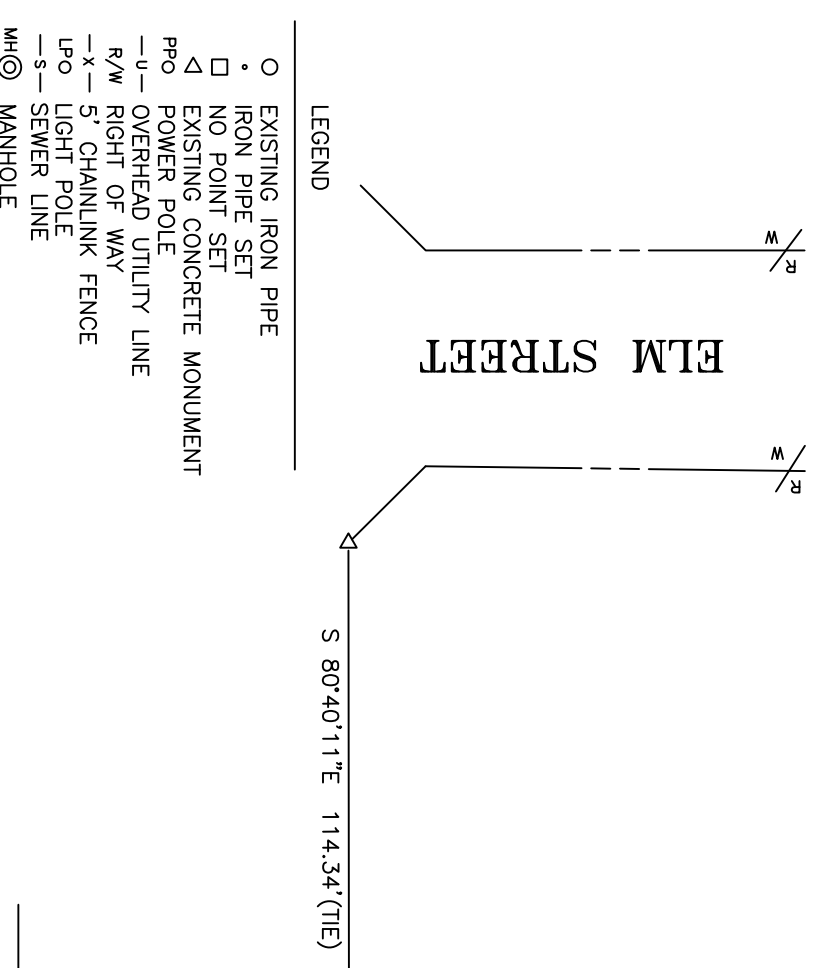 R/W
ELM STREET
R/W
S 80°40'11"E 114.34'(TIE)
LEGEND
EXISTING IRON PIPE
IRON PIPE SET
NO POINT SET
EXISTING CONCRETE MONUMENT
PPO POWER POLE
—U— OVERHEAD UTILITY LINE
R/W RIGHT OF WAY
—X— 5' CHAINLINK FENCE
LPO LIGHT POLE
—S— SEWER LINE
MH MANHOLE